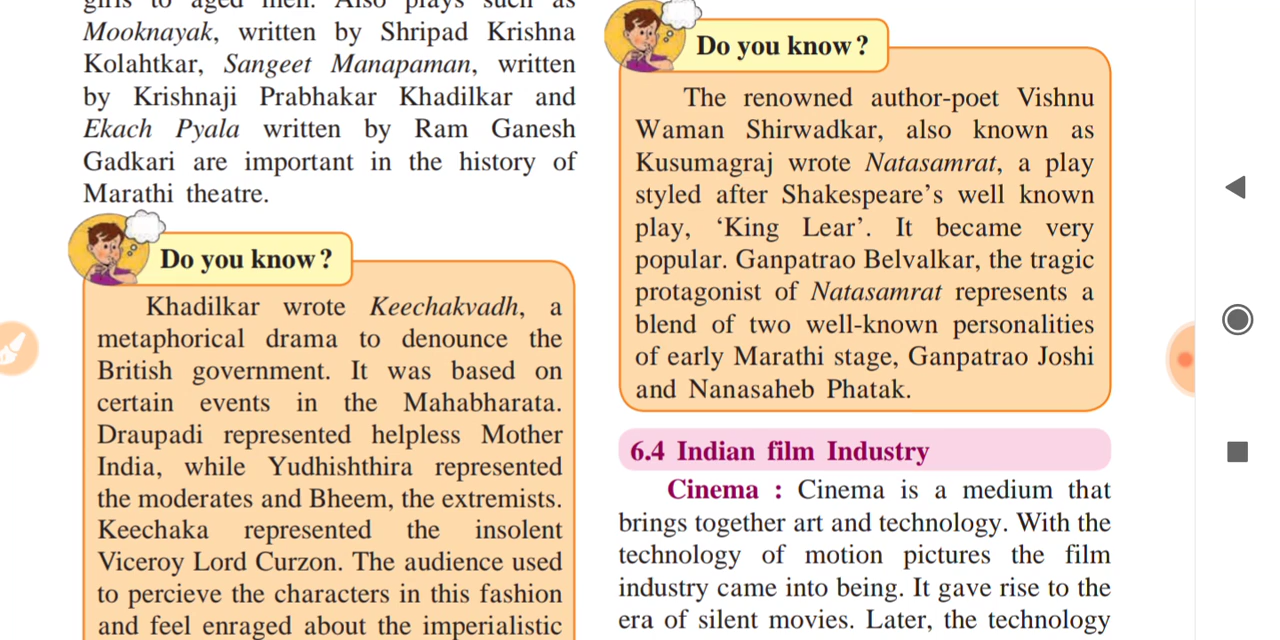 girls to aged men. Also plays such as
Mooknayak, written by Shripad Krishna
Kolahtkar, Sangeet Manapaman, written
by Krishnaji Prabhakar Khadilkar and
Ekach Pyala written by Ram Ganesh
Gadkari are important in the history of
Marathi theatre.
Do you know?
Khadilkar wrote Keechakvadh, a
metaphorical drama to denounce the
British government. It was based on
certain events in the Mahabharata.
Draupadi represented helpless Mother
India, while Yudhishthira represented
the moderates and Bheem, the extremists.
Keechaka represented the insolent
Viceroy Lord Curzon. The audience used
to percieve the characters in this fashion
and feel enraged about the imperialistic
Do you know?
The renowned author-poet Vishnu
Waman Shirwadkar, also known as
Kusumagraj wrote Natasamrat, a play
styled after Shakespeare’s well known
play, ‘King Lear’. It became very
popular. Ganpatrao Belvalkar, the tragic
protagonist of Natasamrat represents a
blend of two well-known personalities
of early Marathi stage, Ganpatrao Joshi
and Nanasaheb Phatak.
6.4 Indian film Industry
Cinema : Cinema is a medium that
brings together art and technology. With the
technology of motion pictures the film
industry came into being. It gave rise to the
era of silent movies. Later, the technology